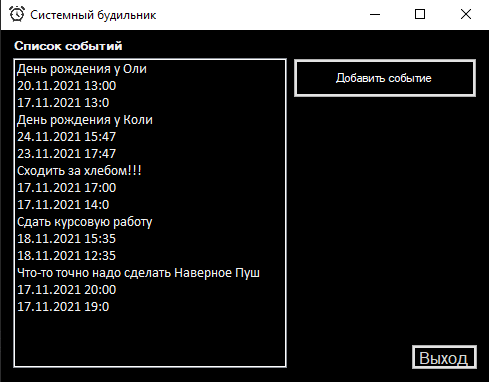 Системный будильник
Список событий
День рождения у Оли
20.11.2021 13:00
17.11.2021 13:0
День рождения у Коли
24.11.2021 15:47
23.11.2021 17:47
Сходить за хлебом!!!
17.11.2021 17:00
17.11.2021 14:0
Сдать курсовую работу
18.11.2021 15:35
18.11.2021 12:35
Что-то точно надо сделать Наверное Пуш
17.11.2021 20:00
17.11.2021 19:0
Добавить событие
Выход